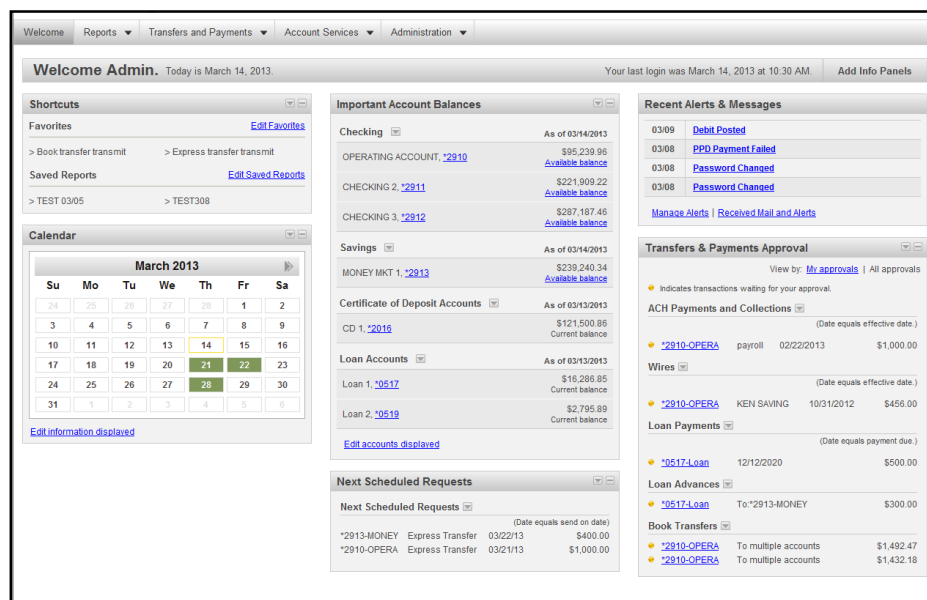 Welcome Reports Transfers and Payments Account Services Administration
Welcome Admin. Today is March 14, 2013. Your last login was March 14, 2013 at 10:30 AM. Add Info Panels
Shortcuts
Favorites Edit Favorites
> Book transfer transmit > Express transfer transmit
Saved Reports Edit Saved Reports
> TEST 03/05 > TEST308
Calendar
March 2013
Su Mo Tu We Th Fr Sa
24 25 26 27 28 1 2
3 4 5 6 7 8 9
10 11 12 13 14 15 16
17 18 19 20 21 22 23
24 25 26 27 28 29 30
31 1 2 3 4 5 6
Edit information displayed
Important Account Balances
Checking As of 03/14/2013
OPERATING ACCOUNT, *2910 $95,239.96
Available balance
CHECKING 2, *2911 $221,909.22
Available balance
CHECKING 3, *2912 $287,187.46
Available balance
Savings As of 03/14/2013
MONEY MKT 1, *2913 $239,240.34
Available balance
Certificate of Deposit Accounts As of 03/13/2013
CD 1, *2016 $121,500.86
Current balance
Loan Accounts As of 03/13/2013
Loan 1, *0517 $16,286.85
Current balance
Loan 2, *0519 $2,795.89
Current balance
Edit accounts displayed
Next Scheduled Requests
Next Scheduled Requests
(Date equals send on date)
*2913-MONEY Express Transfer 03/22/13 $400.00
*2910-OPERA Express Transfer 03/21/13 $1,000.00
Recent Alerts & Messages
03/09 Debit Posted
03/08 PPD Payment Failed
03/08 Password Changed
03/08 Password Changed
Manage Alerts | Received Mail and Alerts
Transfers & Payments Approval
View by: My approvals | All approvals
Indicates transactions waiting for your approval.
ACH Payments and Collections
(Date equals effective date.)
*2910-OPERA payroll 02/22/2013 $1,000.00
Wires
(Date equals effective date.)
*2910-OPERA KEN SAVING 10/31/2012 $456.00
Loan Payments
(Date equals payment due.)
*0517-Loan 12/12/2020 $500.00
Loan Advances
*0517-Loan To:*2913-MONEY $300.00
Book Transfers
*2910-OPERA To multiple accounts $1,492.47
*2910-OPERA To multiple accounts $1,432.18